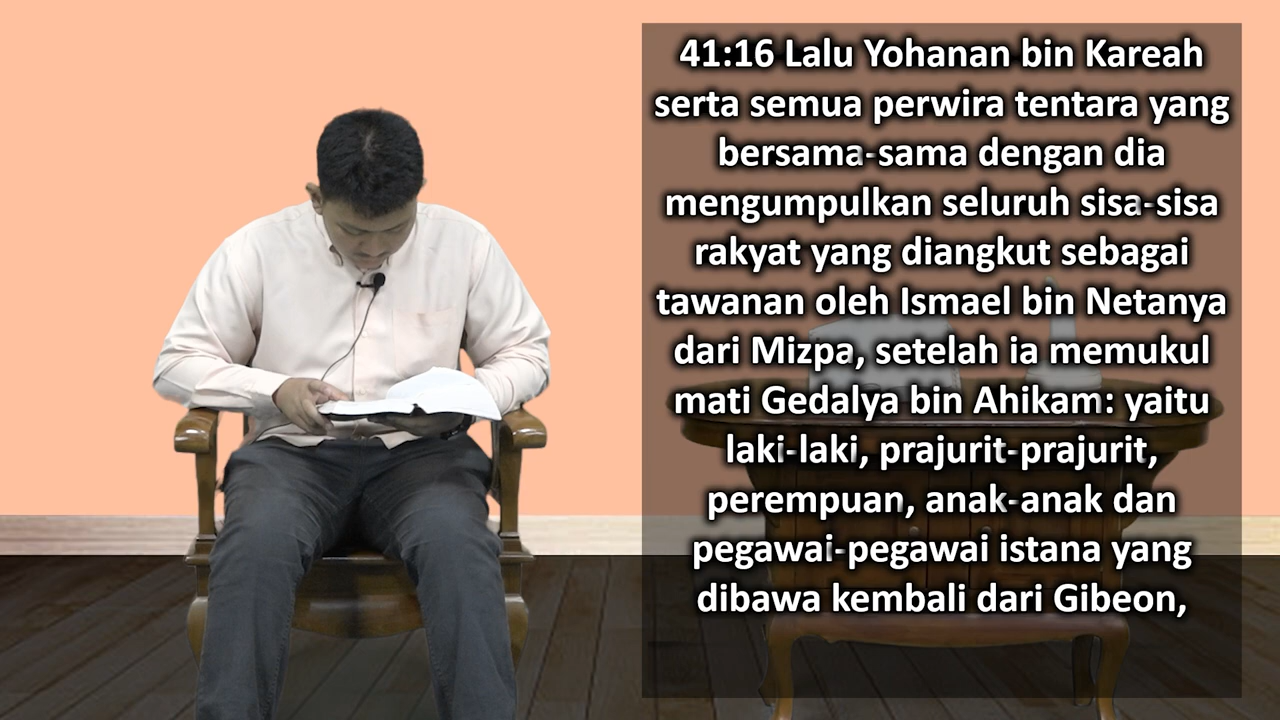 41:16 Lalu Yohanan bin Kareah
serta semua perwira tentara yang
bersama-sama dengan dia
mengumpulkan seluruh sisa-sisa
rakyat yang diangkut sebagai
tawanan oleh Ismael bin Netanya
dari Mizpa, setelah ia memukul
mati Gedalya bin Ahikam: yaitu
laki-laki, prajurit-prajurit,
perempuan, anak-anak dan
pegawai-pegawai istana yang
dibawa kembali dari Gibeon,